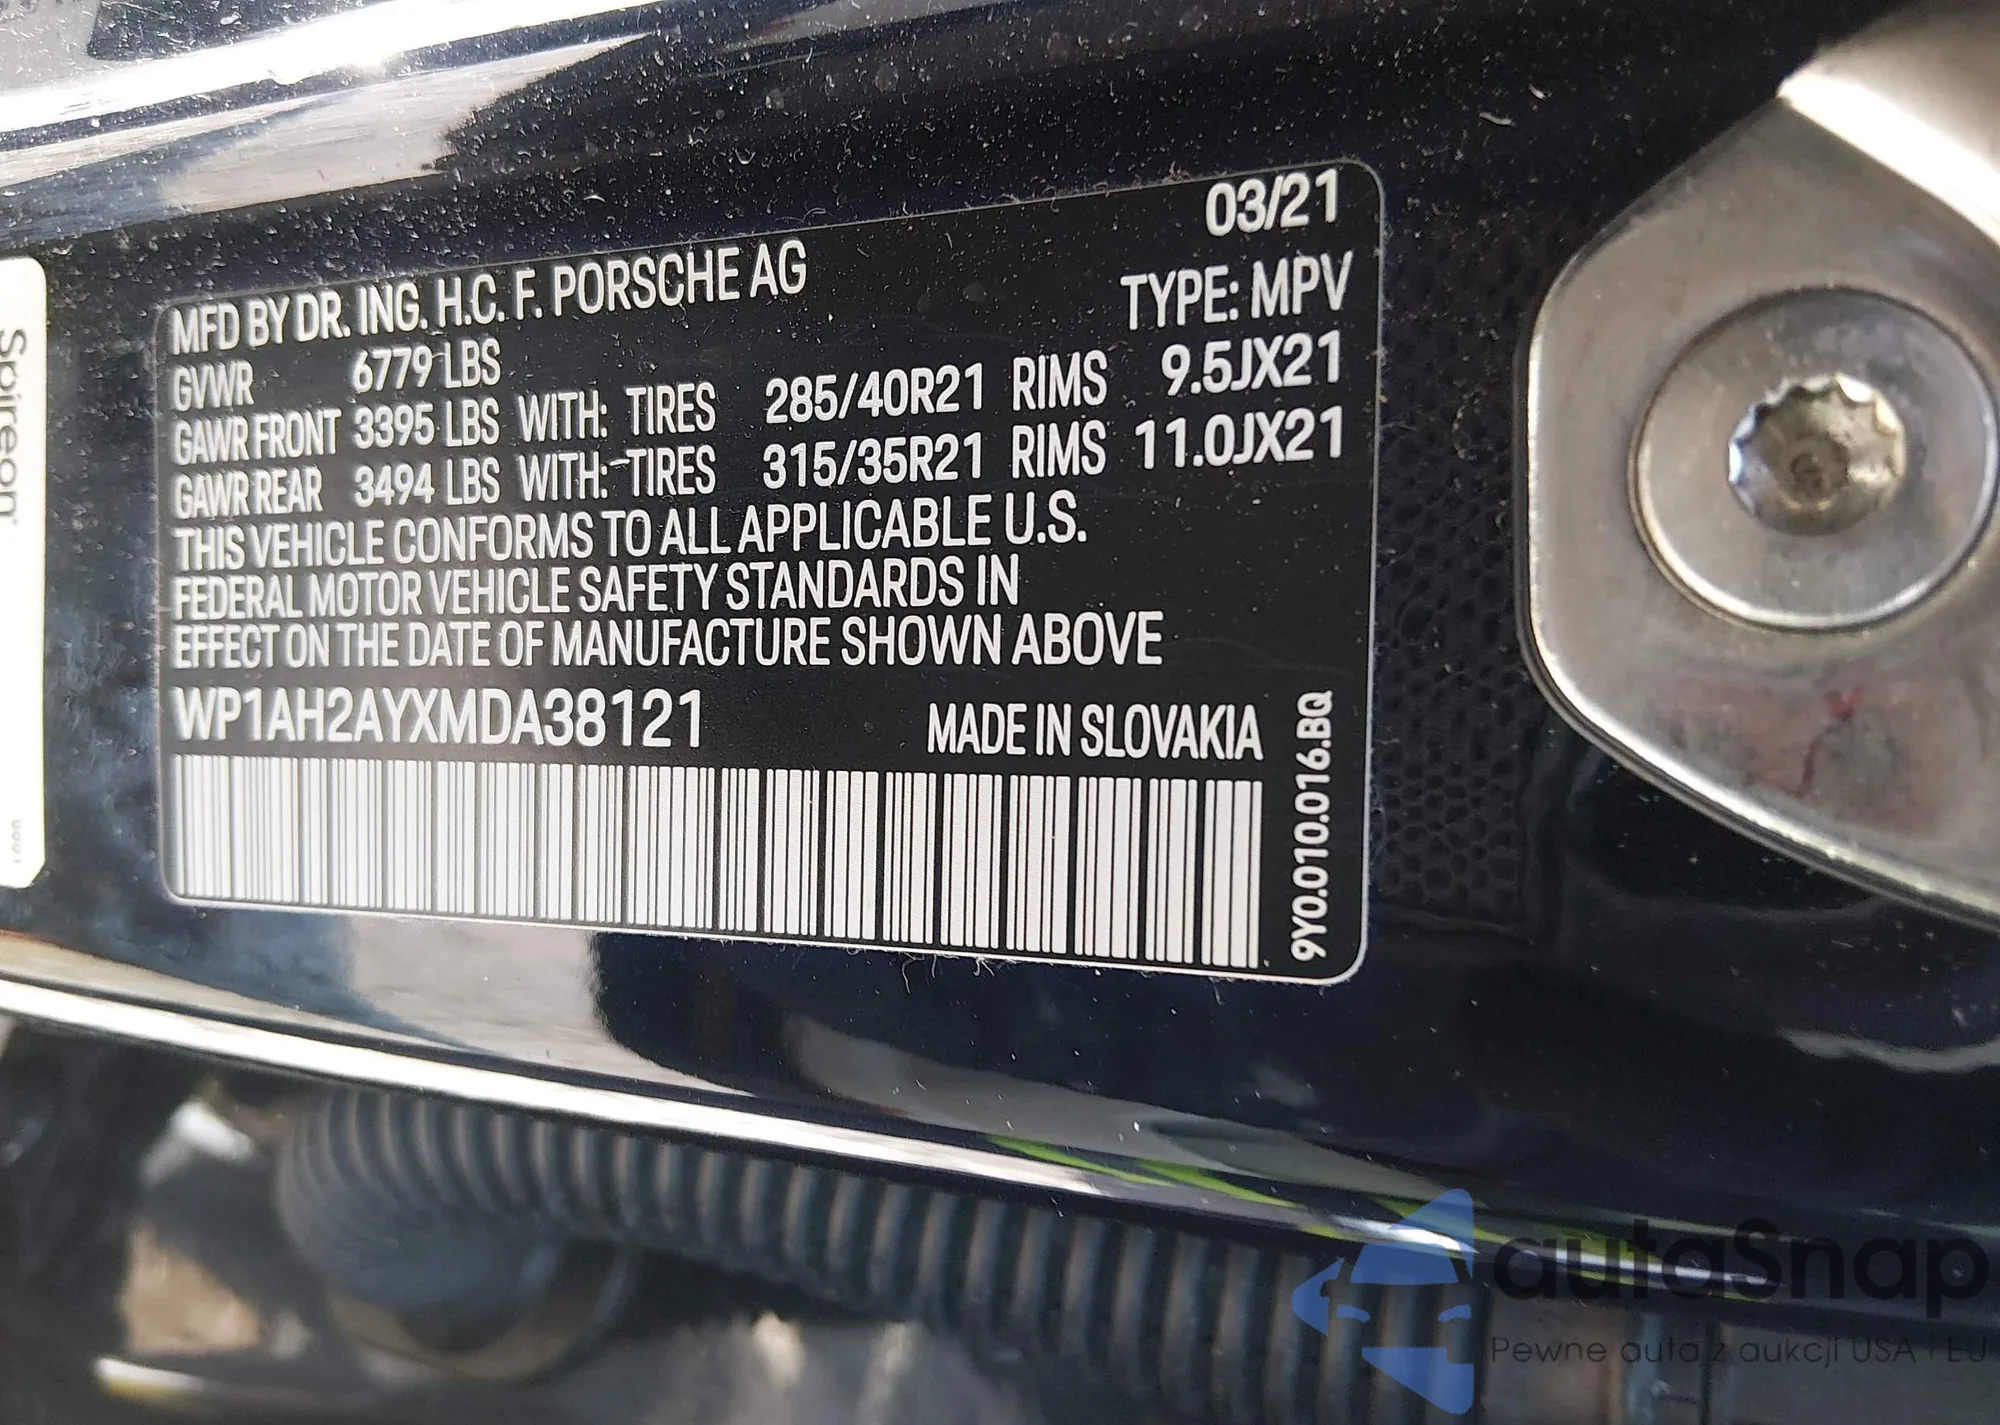 03/21
MFD BY DR. ING. H.C. F. PORSCHE AG TYPE: MPV
GVWR 6779 LBS
GAWR FRONT 3395 LBS WITH: TIRES 285/40R21 RIMS 9.5JX21
GAWR REAR 3494 LBS WITH: TIRES 315/35R21 RIMS 11.0JX21
THIS VEHICLE CONFORMS TO ALL APPLICABLE U.S.
FEDERAL MOTOR VEHICLE SAFETY STANDARDS IN
EFFECT ON THE DATE OF MANUFACTURE SHOWN ABOVE
WP1AH2AYXMDA38121 MADE IN SLOVAKIA
9Y0.010.016.BQ
Spireon
autaSnap
Pewne auta z aukcji USA i EU